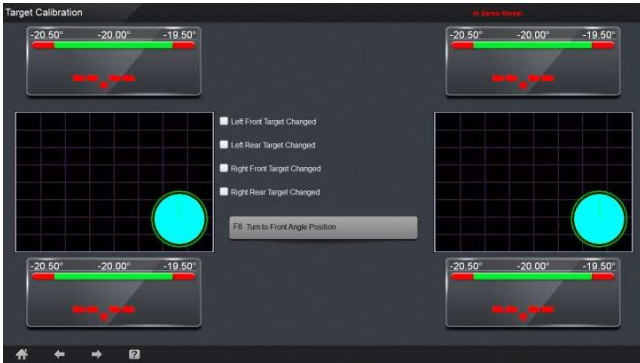 Target Calibration
In Demo Mode!
-20.50° -20.00° -19.50°
-20.50° -20.00° -19.50°
Left Front Target Changed
Left Rear Target Changed
Right Front Target Changed
Right Rear Target Changed
F8 Turn to Front Angle Position
-20.50° -20.00° -19.50°
-20.50° -20.00° -19.50°
?